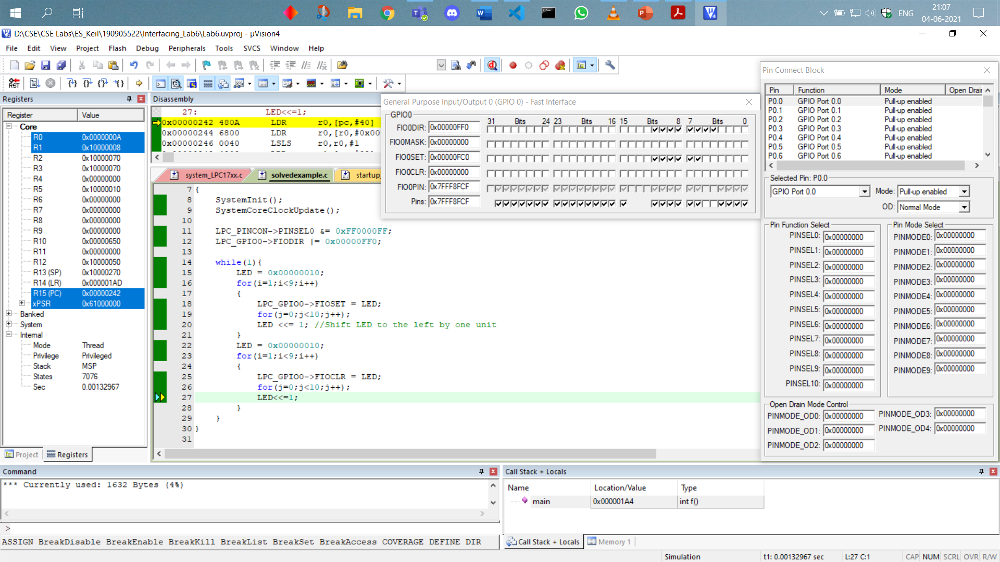 ENG
21:07
04-06-2021
D:\CSE\CSE Labs\ES_Keil\190905522\Interfacing_Lab6\Lab6.uvproj - µVision4
File Edit View Project Flash Debug Peripherals Tools SVCS Window Help
RST
Registers
Register Value
Core
R0 0x0000000A
R1 0x10000008
R2 0x10000070
R3 0x10000070
R4 0x00000000
R5 0x10000010
R6 0x00000000
R7 0x00000000
R8 0x00000000
R9 0x00000000
R10 0x00000650
R11 0x00000000
R12 0x10000050
R13 (SP) 0x10000270
R14 (LR) 0x000001AD
R15 (PC) 0x00000242
xPSR 0x61000000
Banked
System
Internal
Mode Thread
Privilege Privileged
Stack MSP
States 7076
Sec 0.00132967
Project Registers
Disassembly
27: LED<<=1;
0x00000242 480A LDR r0,[pc,#40]
0x00000244 6800 LDR r0,[r0,#0x00
0x00000246 0040 LSLS r0,r0,#1
system_LPC17xx.c solvedexample.c startup_
7 {
8 SystemInit();
9 SystemCoreClockUpdate();
10
11 LPC_PINCON->PINSEL0 &= 0xFF0000FF;
12 LPC_GPIO0->FIODIR |= 0x00000FF0;
13
14 while(1){
15 LED = 0x00000010;
16 for(i=1;i<9;i++)
17 {
18 LPC_GPIO0->FIOSET = LED;
19 for(j=0;j<10;j++);
20 LED <<= 1; //Shift LED to the left by one unit
21 }
22 LED = 0x00000010;
23 for(i=1;i<9;i++)
24 {
25 LPC_GPIO0->FIOCLR = LED;
26 for(j=0;j<10;j++);
27 LED<<=1;
28 }
29 }
30 }
31
General Purpose Input/Output 0 (GPIO 0) - Fast Interface
GPIO0
31 Bits 24 23 Bits 16 15 Bits 8 7 Bits 0
FIO0DIR: 0x00000FF0
FIO0MASK: 0x00000000
FIO0SET: 0x00000FC0
FIO0CLR: 0x00000000
FIO0PIN: 0x7FFF8FCF
Pins: 0x7FFF8FCF
Pin Connect Block
Pin Function Mode Open Drain
P0.0 GPIO Port 0.0 Pull-up enabled
P0.1 GPIO Port 0.1 Pull-up enabled
P0.2 GPIO Port 0.2 Pull-up enabled
P0.3 GPIO Port 0.3 Pull-up enabled
P0.4 GPIO Port 0.4 Pull-up enabled
P0.5 GPIO Port 0.5 Pull-up enabled
P0.6 GPIO Port 0.6 Pull-up enabled
Selected Pin: P0.0
GPIO Port 0.0 Mode: Pull-up enabled
OD: Normal Mode
Pin Function Select
PINSEL0: 0x00000000
PINSEL1: 0x00000000
PINSEL2: 0x00000000
PINSEL3: 0x00000000
PINSEL4: 0x00000000
PINSEL5: 0x00000000
PINSEL6: 0x00000000
PINSEL7: 0x00000000
PINSEL8: 0x00000000
PINSEL9: 0x00000000
PINSEL10: 0x00000000
Pin Mode Select
PINMODE0: 0x00000000
PINMODE1: 0x00000000
PINMODE2: 0x00000000
PINMODE3: 0x00000000
PINMODE4: 0x00000000
PINMODE5: 0x00000000
PINMODE6: 0x00000000
PINMODE7: 0x00000000
PINMODE8: 0x00000000
PINMODE9: 0x00000000
Open Drain Mode Control
PINMODE_OD0: 0x00000000 PINMODE_OD3: 0x00000000
PINMODE_OD1: 0x00000000 PINMODE_OD4: 0x00000000
PINMODE_OD2: 0x00000000
Command
*** Currently used: 1632 Bytes (4%)
>
ASSIGN BreakDisable BreakEnable BreakKill BreakList BreakSet BreakAccess COVERAGE DEFINE DIR
Call Stack + Locals
Name Location/Value Type
main 0x000001A4 int f()
Call Stack + Locals Memory 1
Simulation t1: 0.00132967 sec L:27 C:1 CAP NUM SCRL OVR R/W